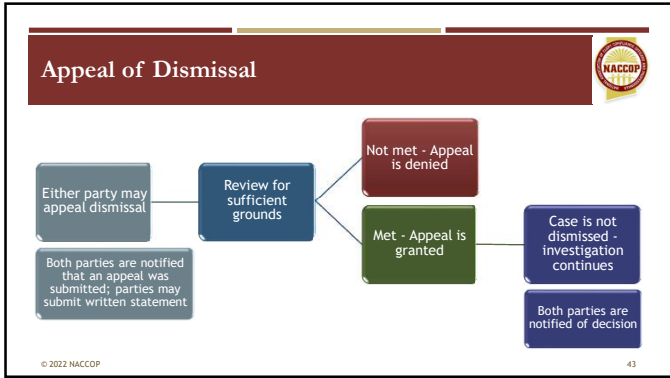 Appeal of Dismissal
NACCOP
Either party may
appeal dismissal
Both parties are notified
that an appeal was
submitted; parties may
submit written statement
Review for
sufficient
grounds
Not met - Appeal
is denied
Met - Appeal is
granted
Case is not
dismissed -
investigation
continues
Both parties are
notified of decision
© 2022 NACCOP
43